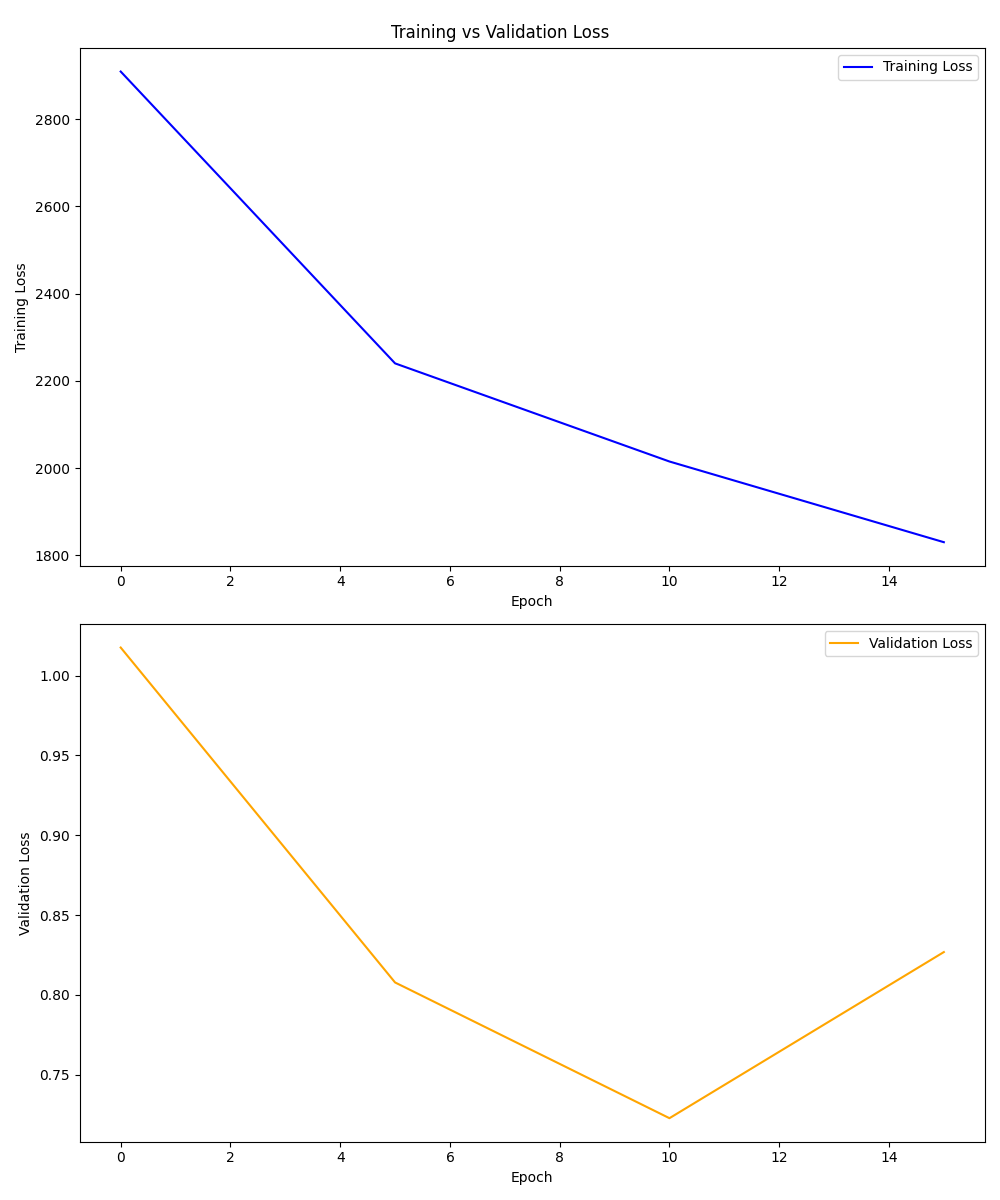 Training vs Validation Loss
Training Loss
2800
2600
2400
2200
2000
1800
Training Loss
0 2 4 6 8 10 12 14
Epoch
Validation Loss
1.00
0.95
0.90
0.85
0.80
0.75
Validation Loss
0 2 4 6 8 10 12 14
Epoch